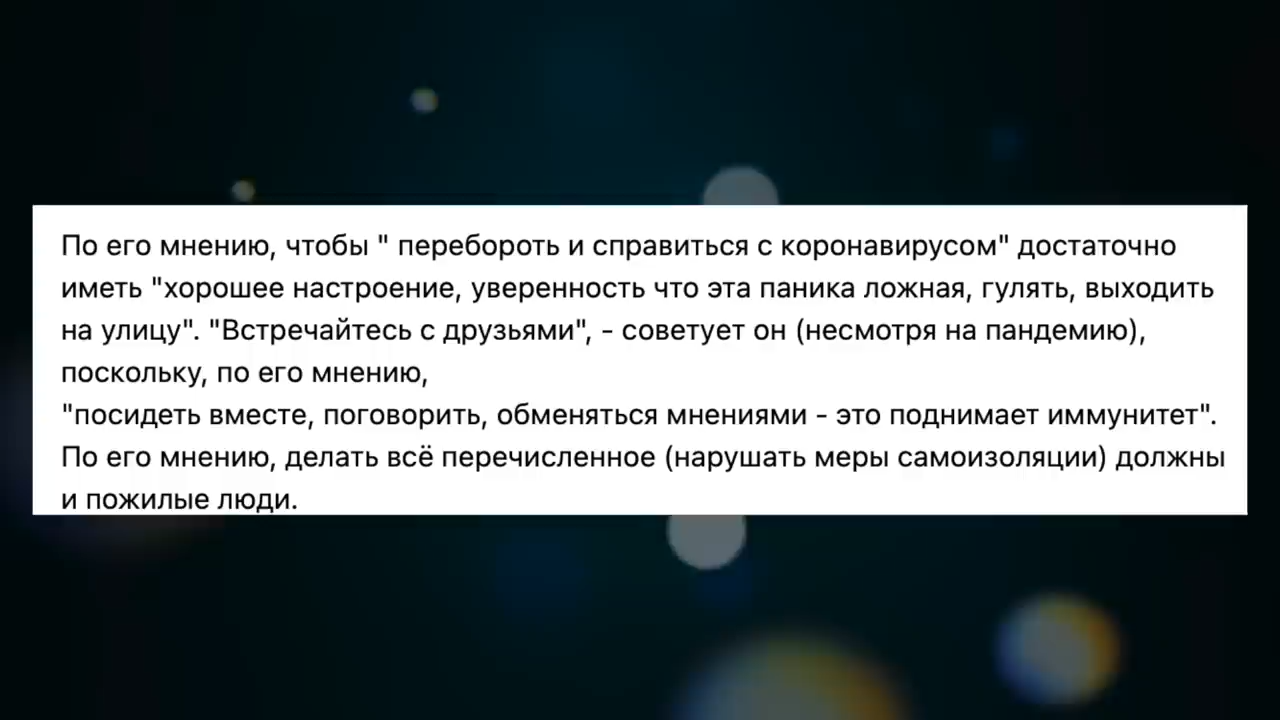 По его мнению, чтобы " перебороть и справиться с коронавирусом" достаточно
иметь "хорошее настроение, уверенность что эта паника ложная, гулять, выходить
на улицу". "Встречайтесь с друзьями", - советует он (несмотря на пандемию),
поскольку, по его мнению,
"посидеть вместе, поговорить, обменяться мнениями - это поднимает иммунитет".
По его мнению, делать всё перечисленное (нарушать меры самоизоляции) должны
и пожилые люди.